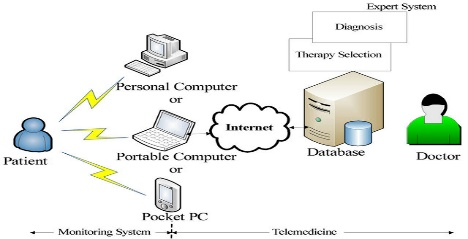 Expert System
Diagnosis
Therapy Selection
Personal Computer
or
Internet
Patient
Portable Computer
or
Database
Doctor
Pocket PC
Monitoring System
Telemedicine